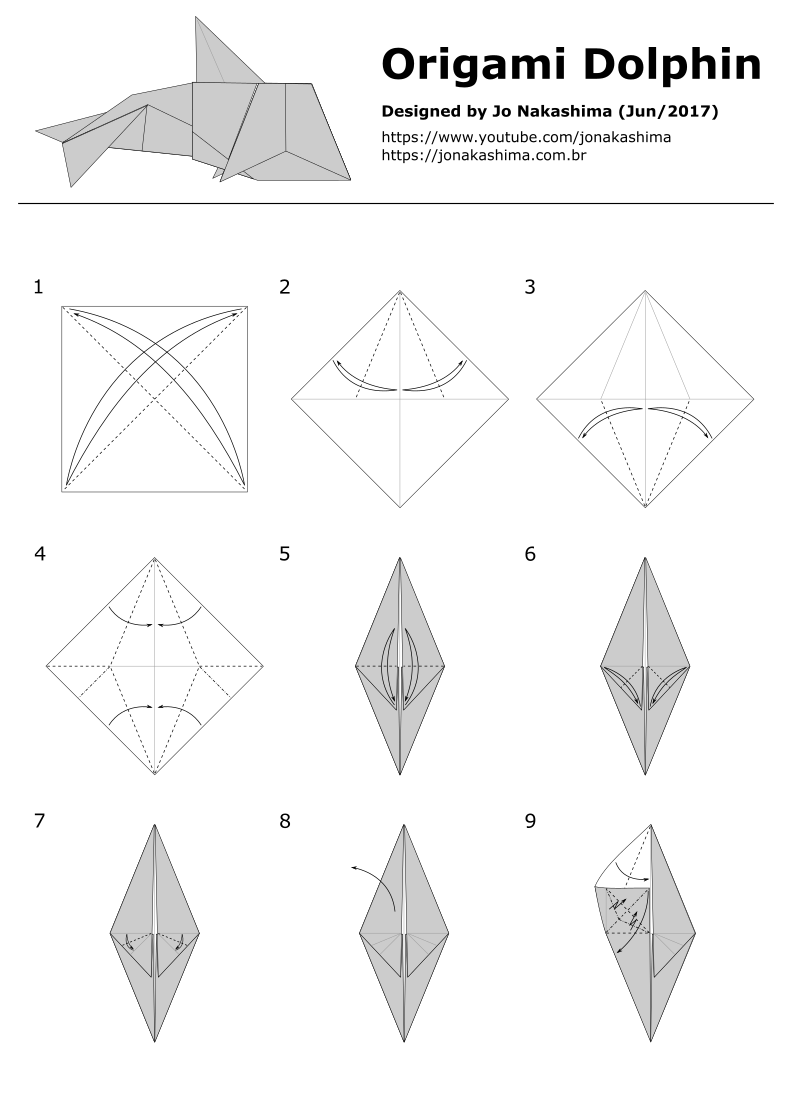 Origami Dolphin
Designed by Jo Nakashima (Jun/2017)
https://www.youtube.com/jonakashima
https://jonakashima.com.br
1
2
3
4
5
6
7
8
9